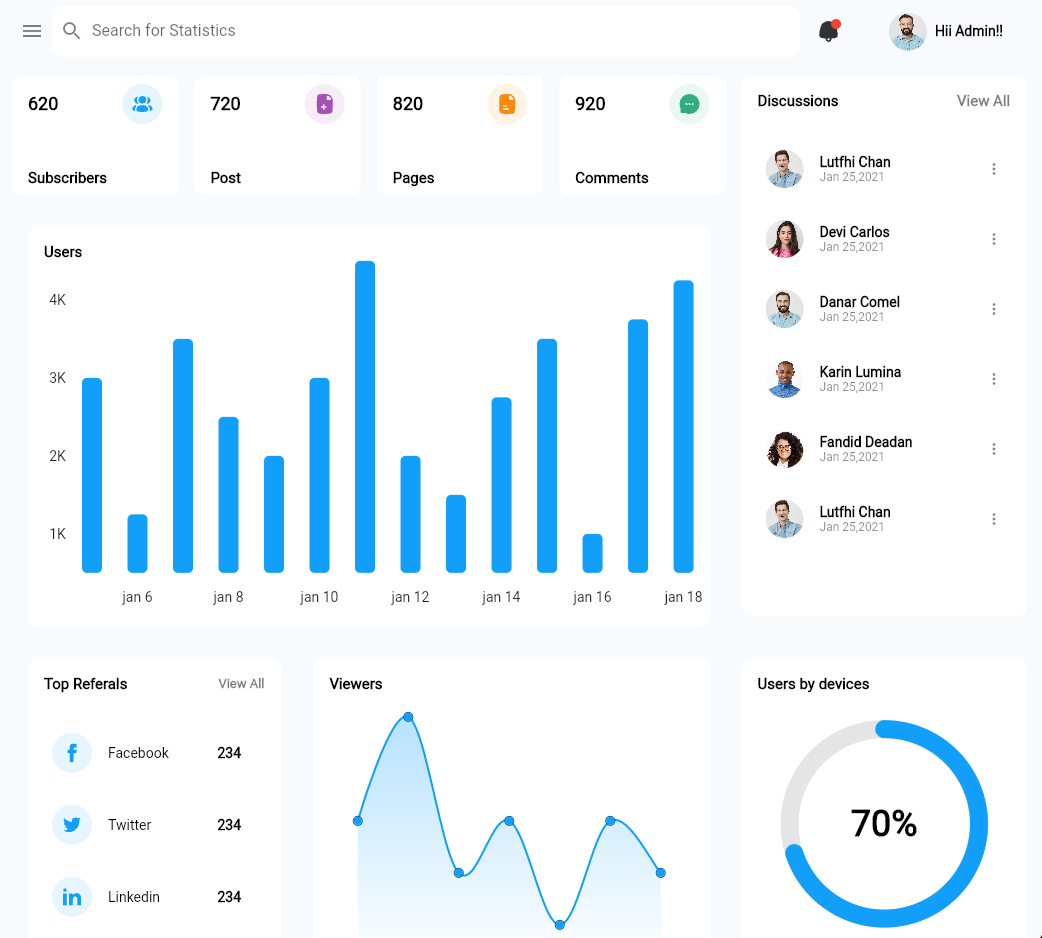 Search for Statistics
Hii Admin!!
620
Subscribers
720
Post
820
Pages
920
Comments
Discussions View All
Lutfhi Chan
Jan 25,2021
Devi Carlos
Jan 25,2021
Danar Comel
Jan 25,2021
Karin Lumina
Jan 25,2021
Fandid Deadan
Jan 25,2021
Lutfhi Chan
Jan 25,2021
Users
4K
3K
2K
1K
jan 6 jan 8 jan 10 jan 12 jan 14 jan 16 jan 18
Top Referals View All
Facebook 234
Twitter 234
Linkedin 234
Viewers
Users by devices
70%